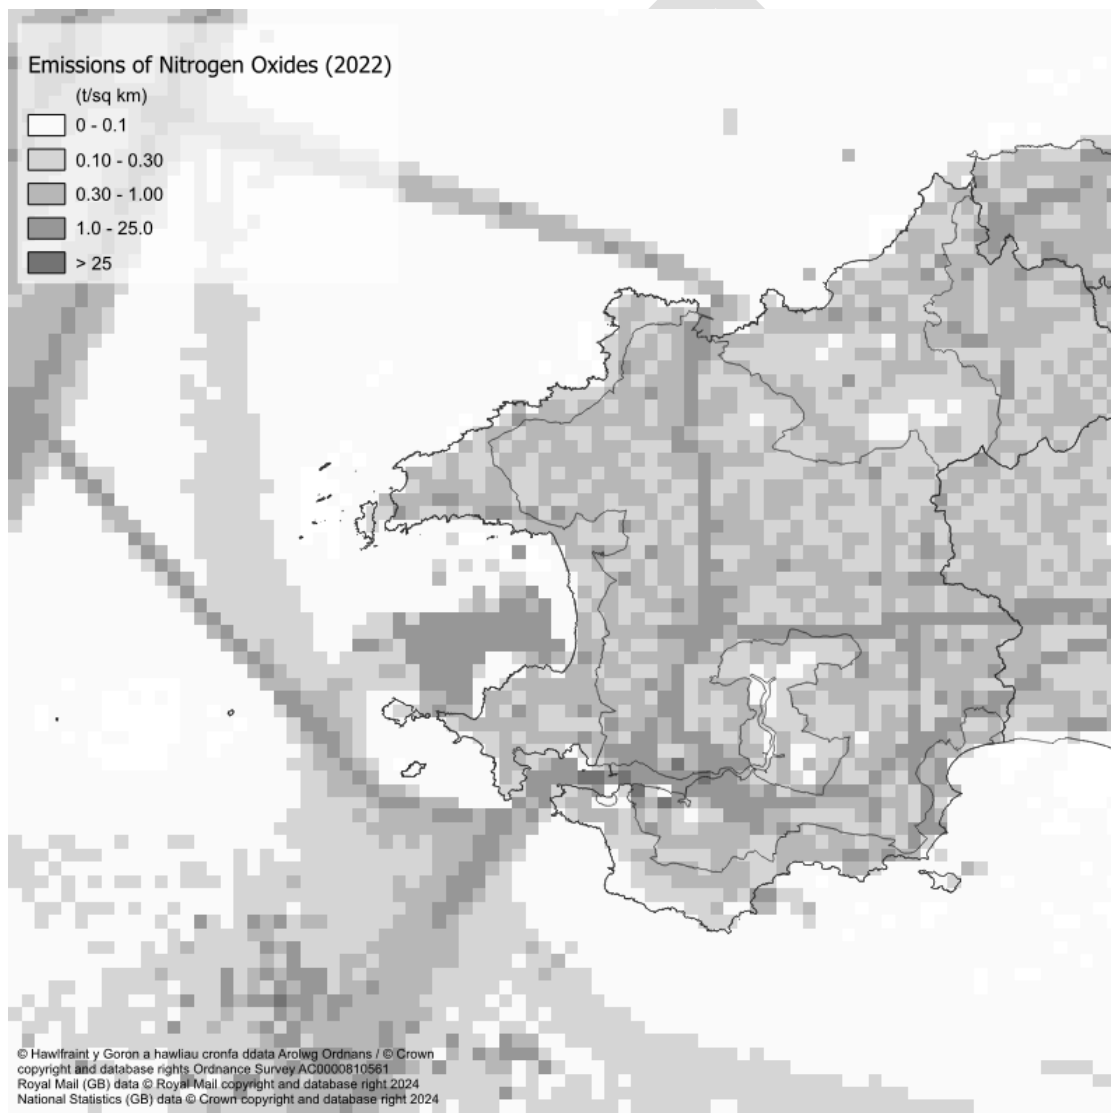 Emissions of Nitrogen Oxides (2022)
(t/sq km)
0 - 0.1
0.10 - 0.30
0.30 - 1.00
1.0 - 25.0
> 25
© Hawlfraint y Goron a hawliau cronfa ddata Arolwg Ordnans / © Crown
copyright and database rights Ordnance Survey AC0000810561
Royal Mail (GB) data © Royal Mail copyright and database right 2024
National Statistics (GB) data © Crown copyright and database right 2024